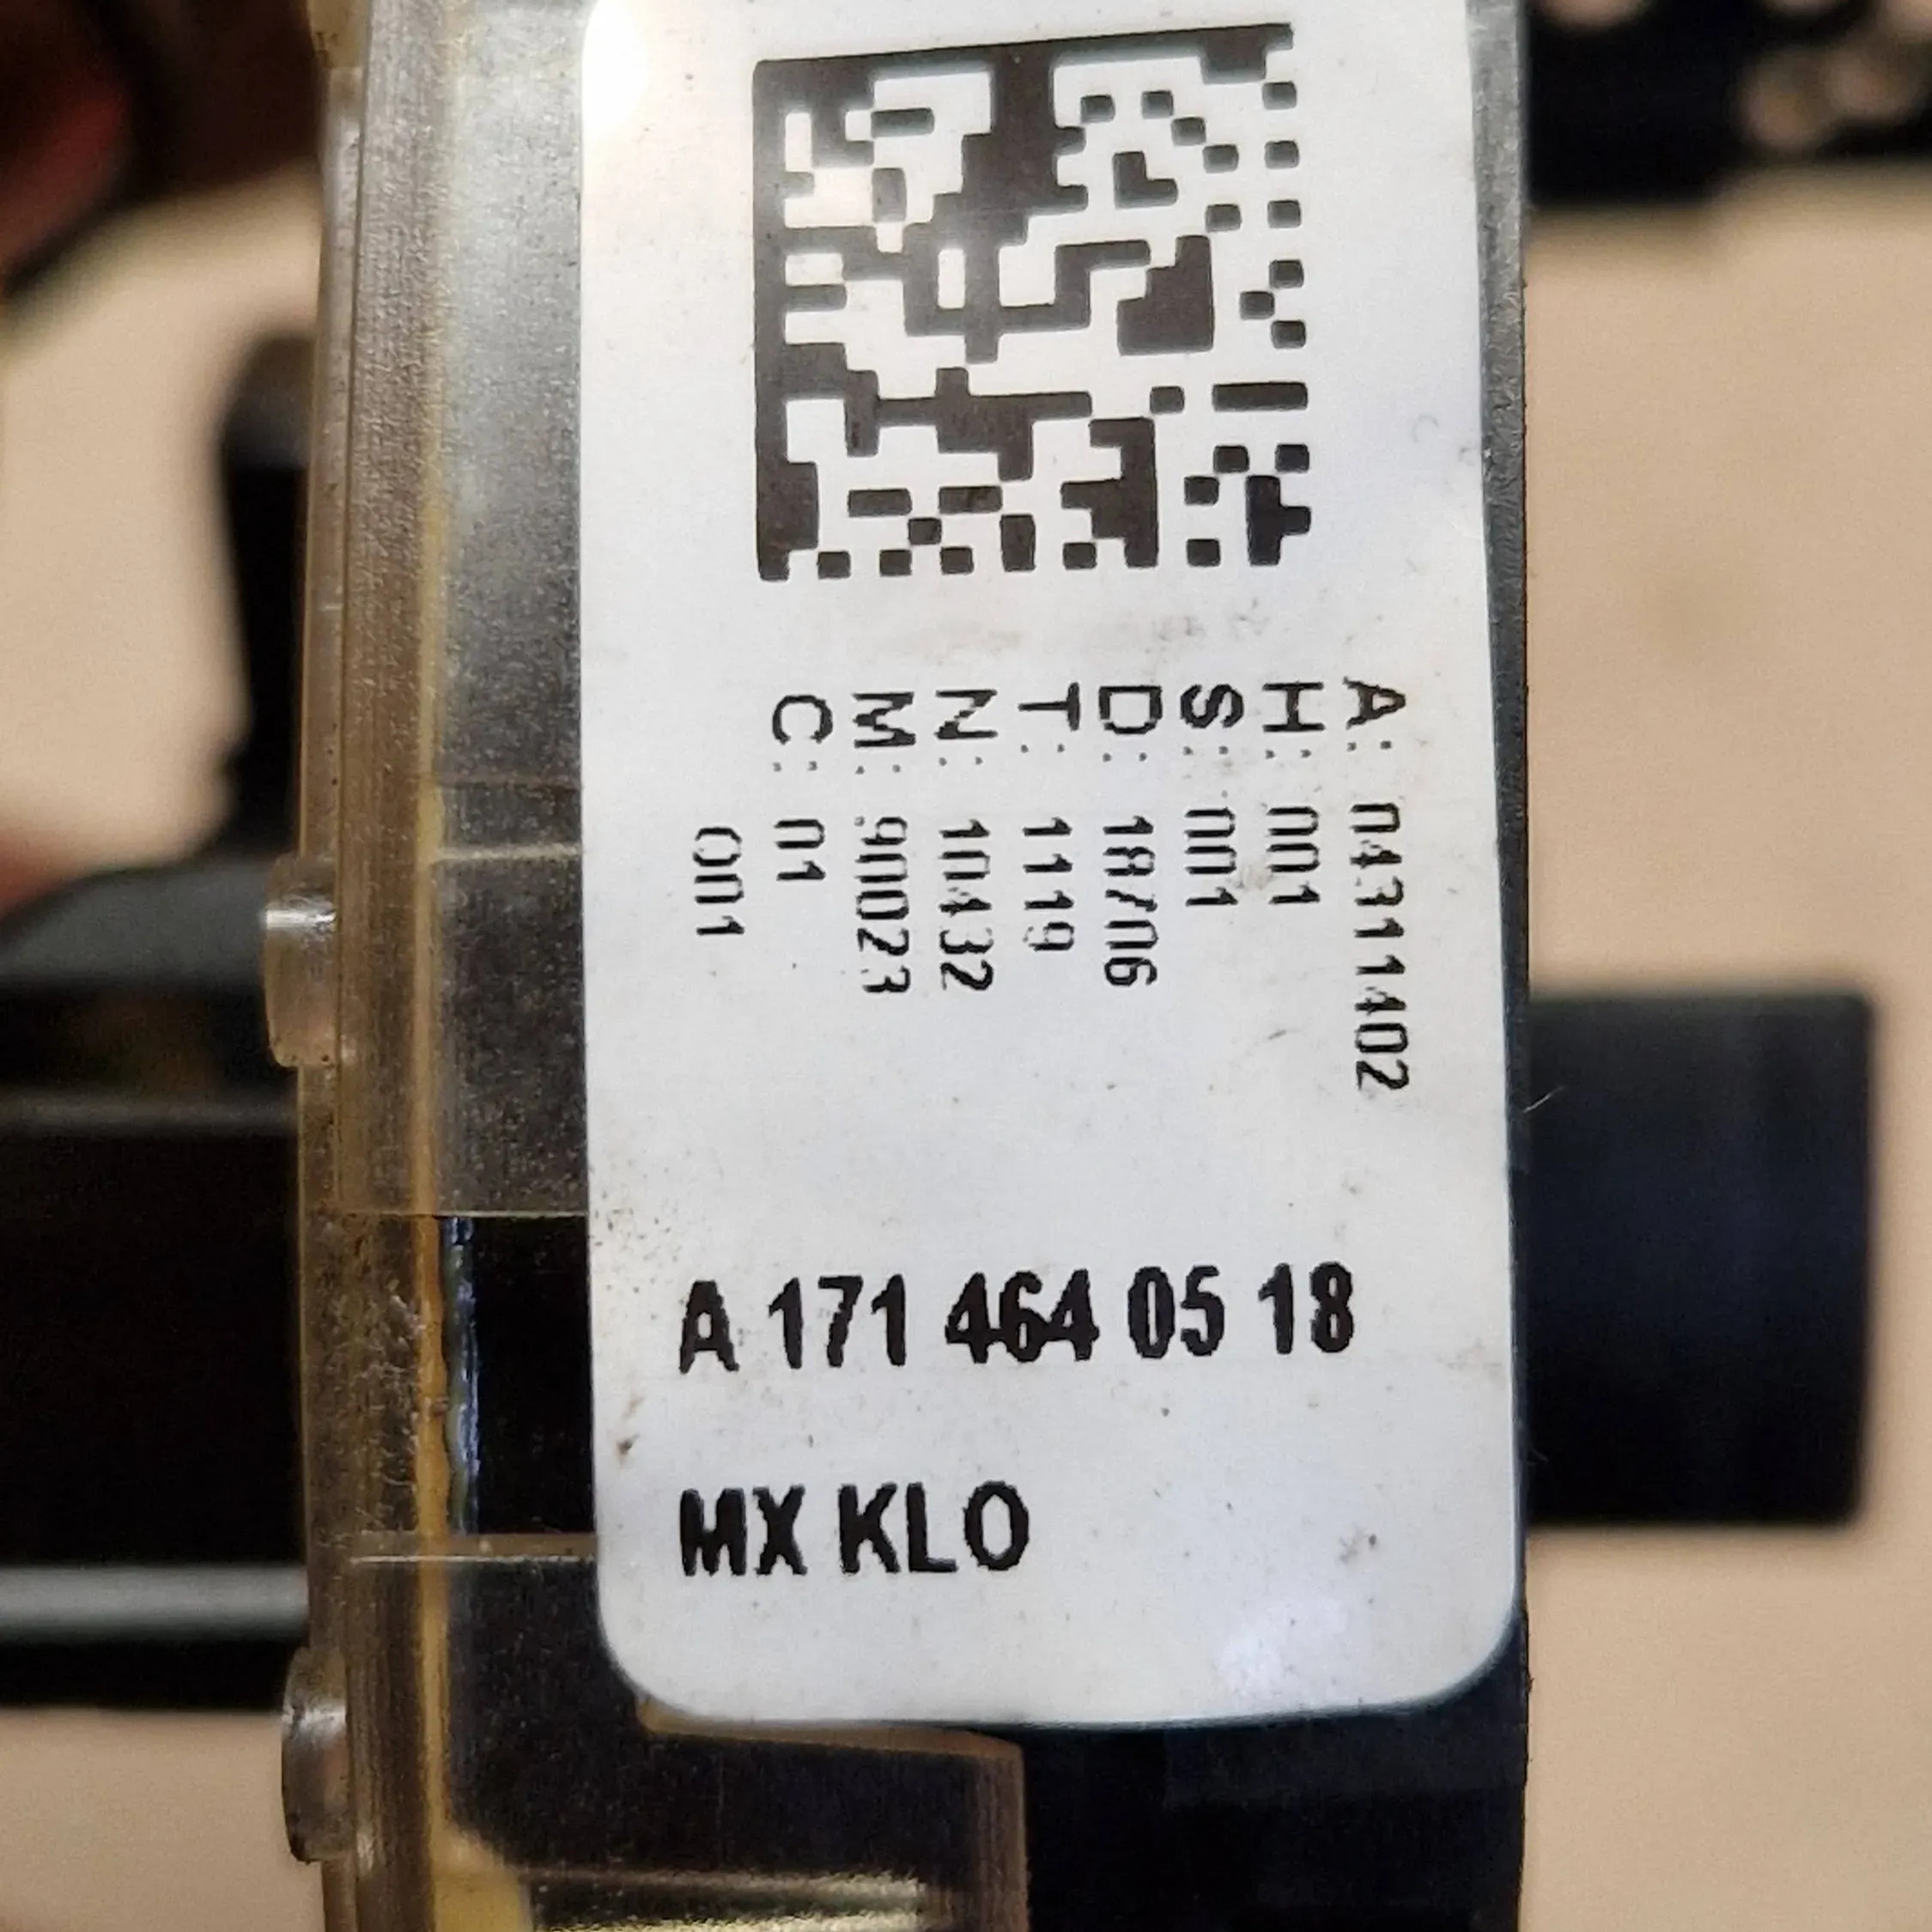 A: 04311402
H: 001
S: 001
D: 18/06
T: 1119
N: 10432
M: 90023
C: 01
001
A 171 464 05 18
MX KLO